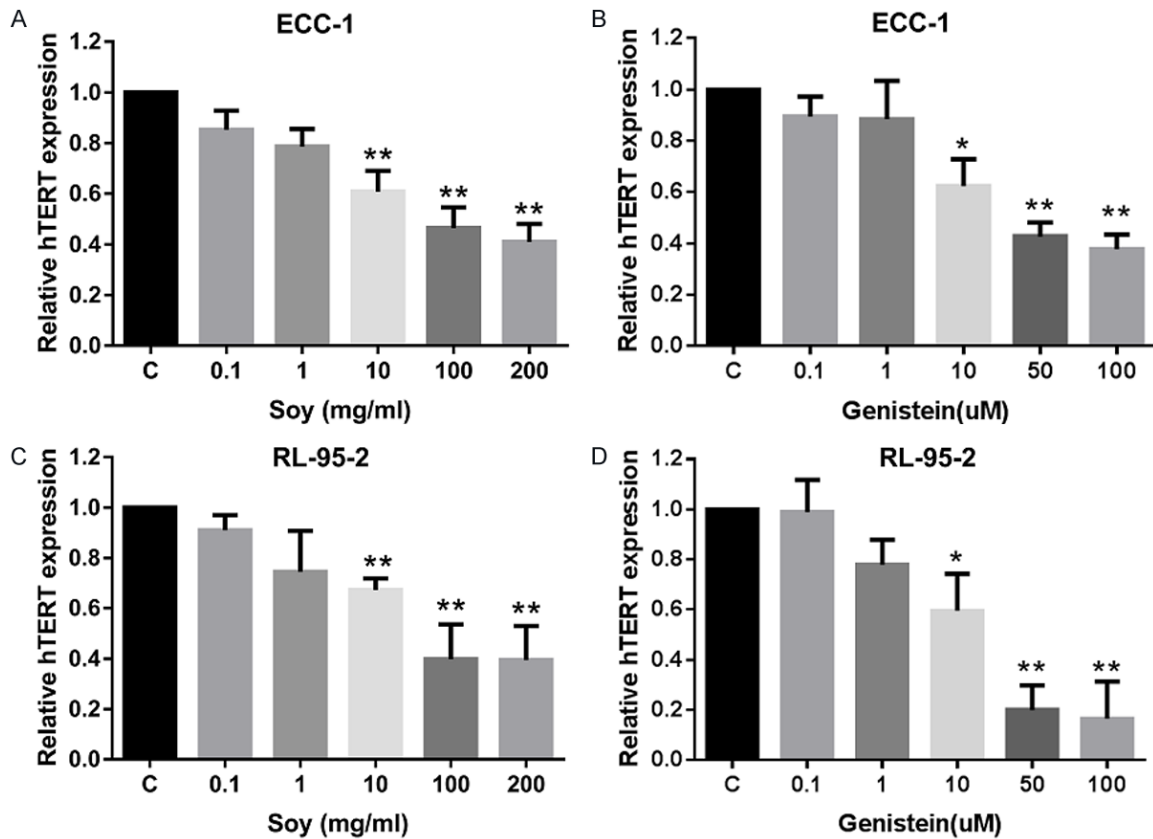 A
ECC-1
Relative hTERT expression
1.2
1.0
0.8
0.6
0.4
0.2
0.0
**
**
**
C 0.1 1 10 100 200
Soy (mg/ml)
B
ECC-1
Relative hTERT expression
1.2
1.0
0.8
0.6
0.4
0.2
0.0
*
**
**
C 0.1 1 10 50 100
Genistein(uM)
C
RL-95-2
Relative hTERT expression
1.2
1.0
0.8
0.6
0.4
0.2
0.0
**
**
**
C 0.1 1 10 100 200
Soy (mg/ml)
D
RL-95-2
Relative hTERT expression
1.2
1.0
0.8
0.6
0.4
0.2
0.0
*
**
**
C 0.1 1 10 50 100
Genistein(uM)